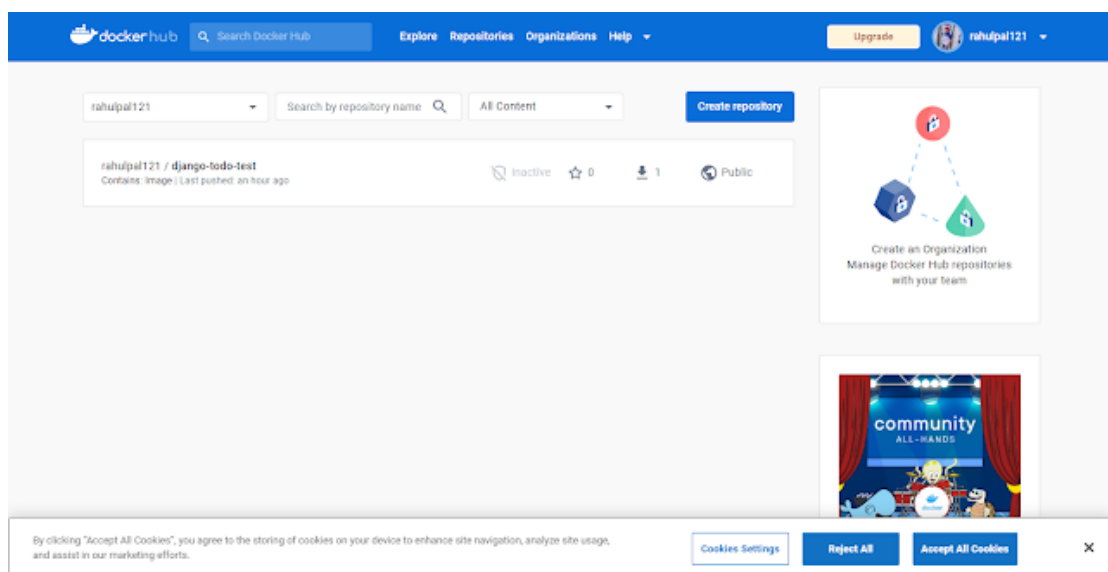 dockerhub
Search Docker Hub
Explore Repositories Organizations Help
Upgrade
rahulpal121
rahulpal121
Search by repository name
All Content
Create repository
rahulpal121 / django-todo-test
Contains: Image | Last pushed: an hour ago
Inactive
0
1
Public
Create an Organization
Manage Docker Hub repositories
with your team
community
ALL-HANDS
docker
By clicking "Accept All Cookies", you agree to the storing of cookies on your device to enhance site navigation, analyze site usage,
and assist in our marketing efforts.
Cookies Settings
Reject All
Accept All Cookies